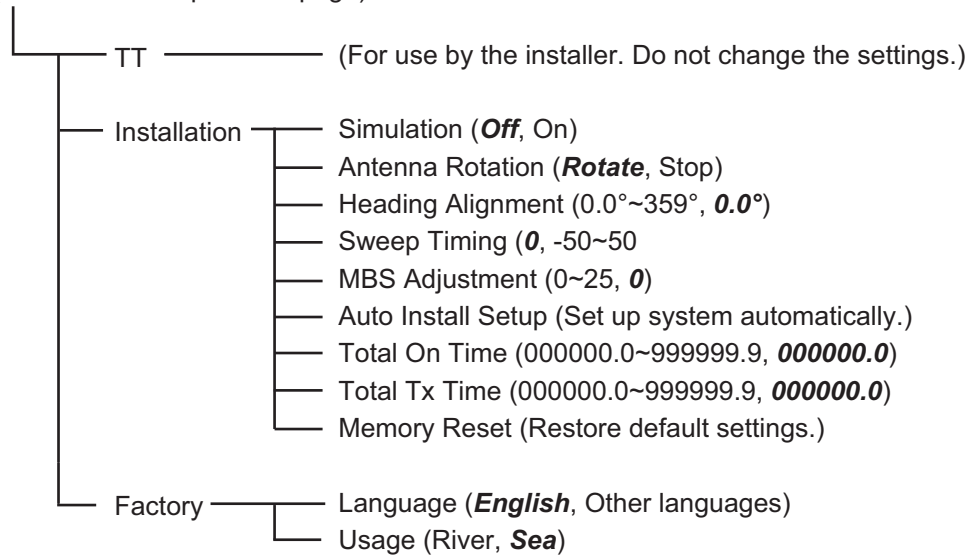 TT (For use by the installer. Do not change the settings.)
Installation Simulation (Off, On)
Antenna Rotation (Rotate, Stop)
Heading Alignment (0.0°~359°, 0.0°)
Sweep Timing (0, -50~50
MBS Adjustment (0~25, 0)
Auto Install Setup (Set up system automatically.)
Total On Time (000000.0~999999.9, 000000.0)
Total Tx Time (000000.0~999999.9, 000000.0)
Memory Reset (Restore default settings.)
Factory Language (English, Other languages)
Usage (River, Sea)